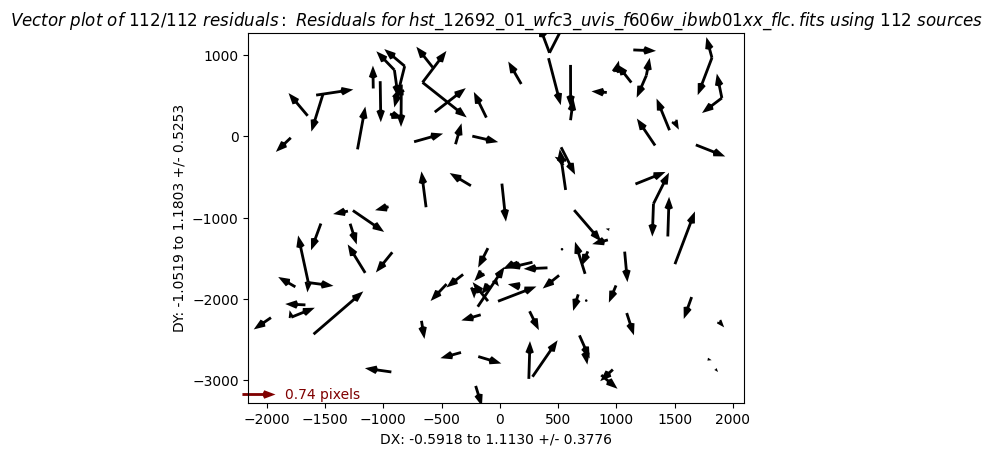 Vector plot of 112/112 residuals: Residuals for hst_12692_01_wfc3_uvis_f606w_ibwb01xx_flc.fits using 112 sources
DY: -1.0519 to 1.1803 +/- 0.5253
1000
0
−1000
−2000
−3000
0.74 pixels
−2000 −1500 −1000 −500 0 500 1000 1500 2000
DX: -0.5918 to 1.1130 +/- 0.3776